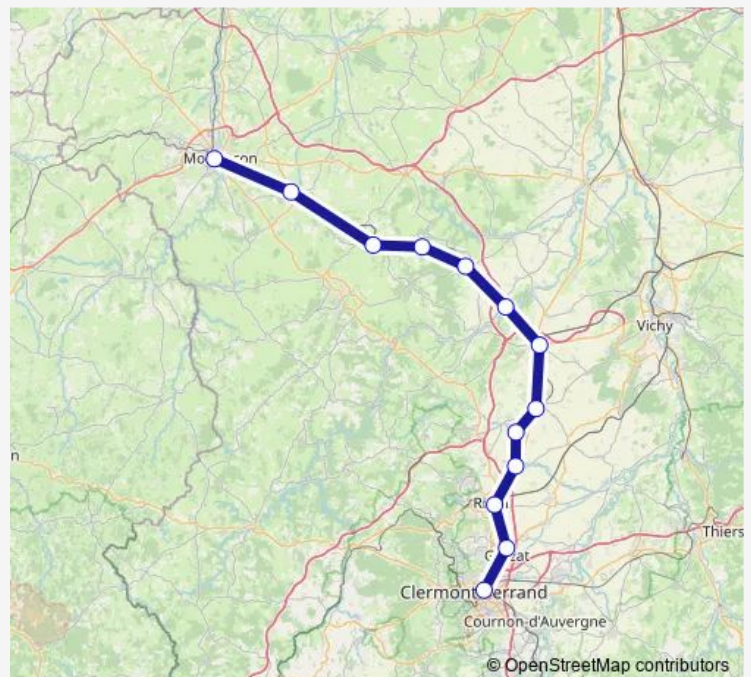 Vichy
Thiers
Clermont-Ferrand
Cournon-d'Auvergne
© OpenStreetMap contributors